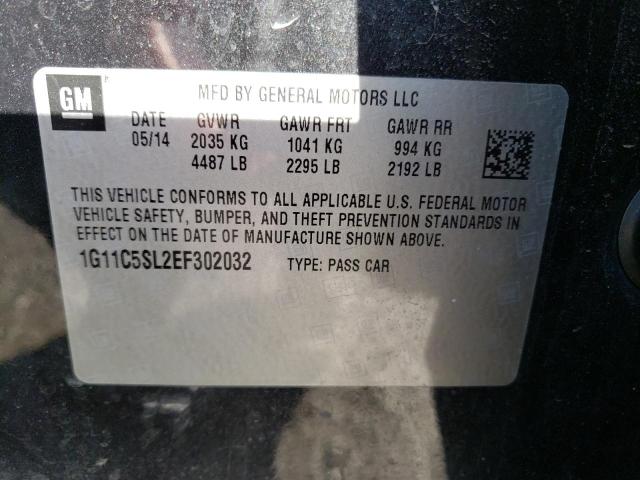 GM
MFD BY GENERAL MOTORS LLC
DATE GVWR GAWR FRT GAWR RR
05/14 2035 KG 1041 KG 994 KG
4487 LB 2295 LB 2192 LB
THIS VEHICLE CONFORMS TO ALL APPLICABLE U.S. FEDERAL MOTOR
VEHICLE SAFETY, BUMPER, AND THEFT PREVENTION STANDARDS IN
EFFECT ON THE DATE OF MANUFACTURE SHOWN ABOVE.
1G11C5SL2EF302032 TYPE: PASS CAR